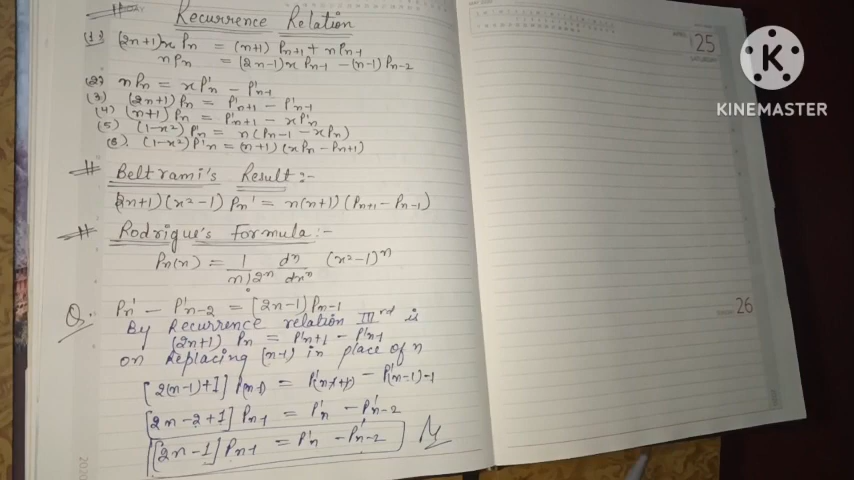 Recurrence Relation
(1) (2n+1)x Pn = (n+1) Pn+1 + n Pn-1
n Pn = (2n-1)x Pn-1 - (n-1) Pn-2
(2) n Pn = x P'n - P'n-1
(3) (2n+1) Pn = P'n+1 - P'n-1
(4) (n+1) Pn = P'n+1 - x P'n
(5) (1-x²) P'n = n (Pn-1 - x Pn)
(6). (1-x²) P'n = (n+1) (x Pn - Pn+1)
Beltrami's Result:-
(2n+1) (x²-1) Pn' = n(n+1) (Pn+1 - Pn-1)
Rodrigue's Formula:-
Pn(x) = 1/(n! 2ⁿ) dⁿ/dxⁿ (x²-1)ⁿ
Q. Pn' - P'n-2 = [2n-1] Pn-1
By Recurrence relation IIIrd is
(2n+1) Pn = P'n+1 - P'n-1
on replacing (n-1) in place of n
[2(n-1)+1] P(n-1) = P'(n-1+1) - P'(n-1)-1
[2n-2+1] Pn-1 = P'n - P'n-2
[2n-1] Pn-1 = P'n - P'n-2
25
SATURDAY
26
KINEMASTER